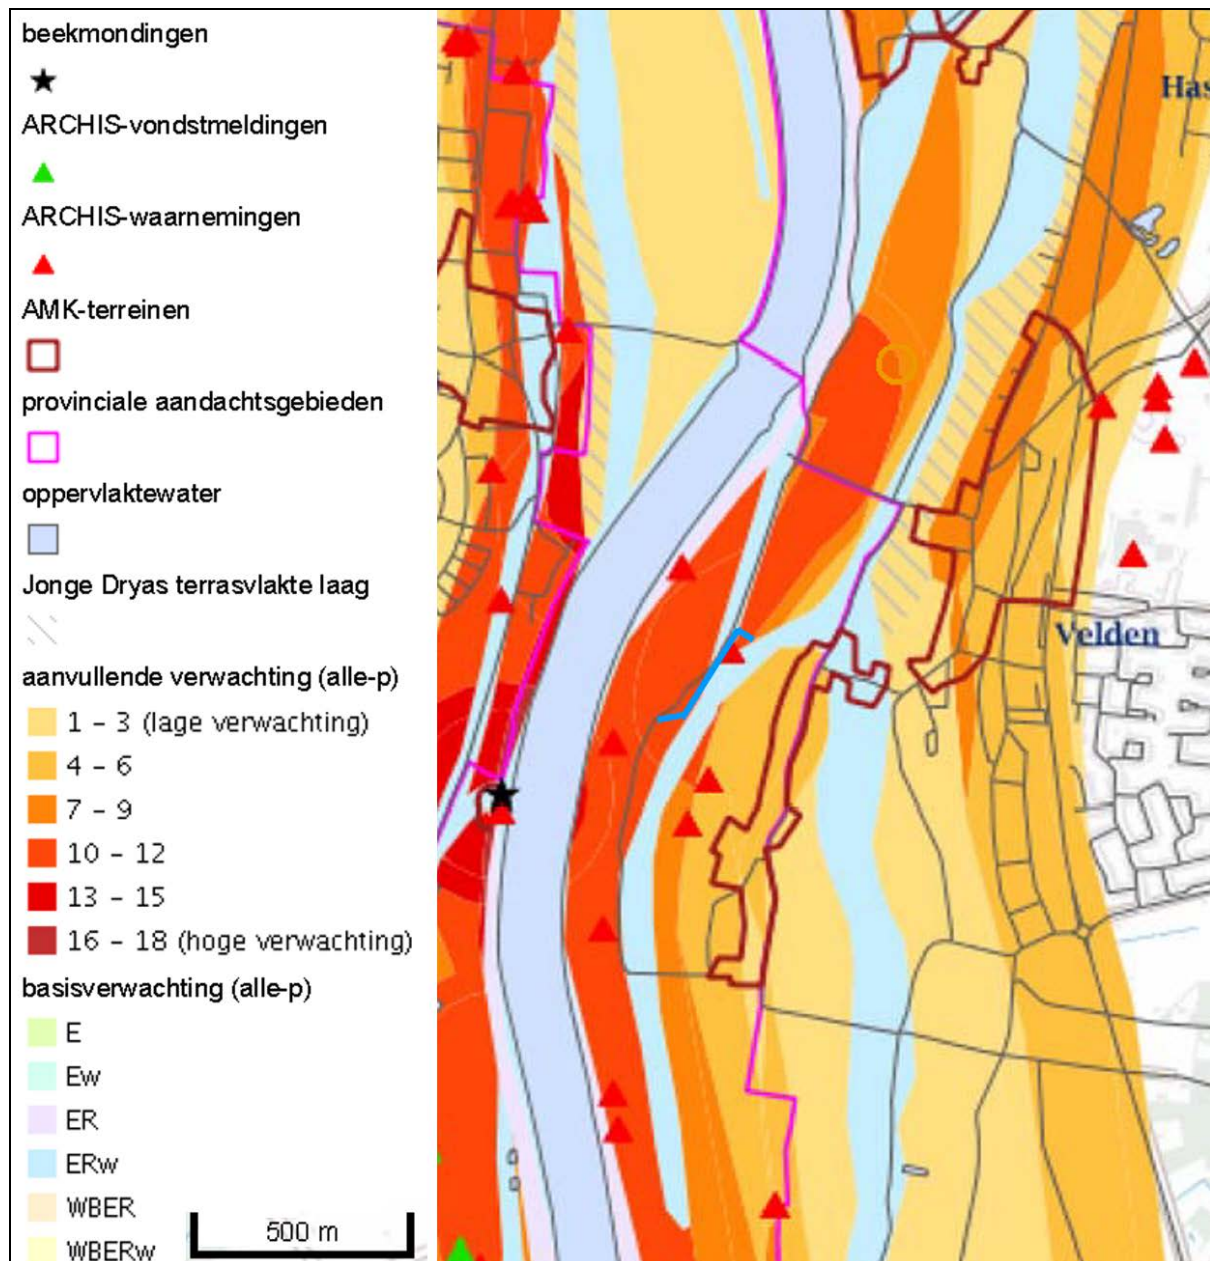 beekmondingen
ARCHIS-vondstmeldingen
ARCHIS-waarnemingen
AMK-terreinen
provinciale aandachtsgebieden
oppervlaktewater
Jonge Dryas terrasvlakte laag
aanvullende verwachting (alle-p)
1 – 3 (lage verwachting)
4 – 6
7 – 9
10 – 12
13 – 15
16 – 18 (hoge verwachting)
basisverwachting (alle-p)
E
Ew
ER
ERw
WBER
WBERw
500 m
Has
Velden